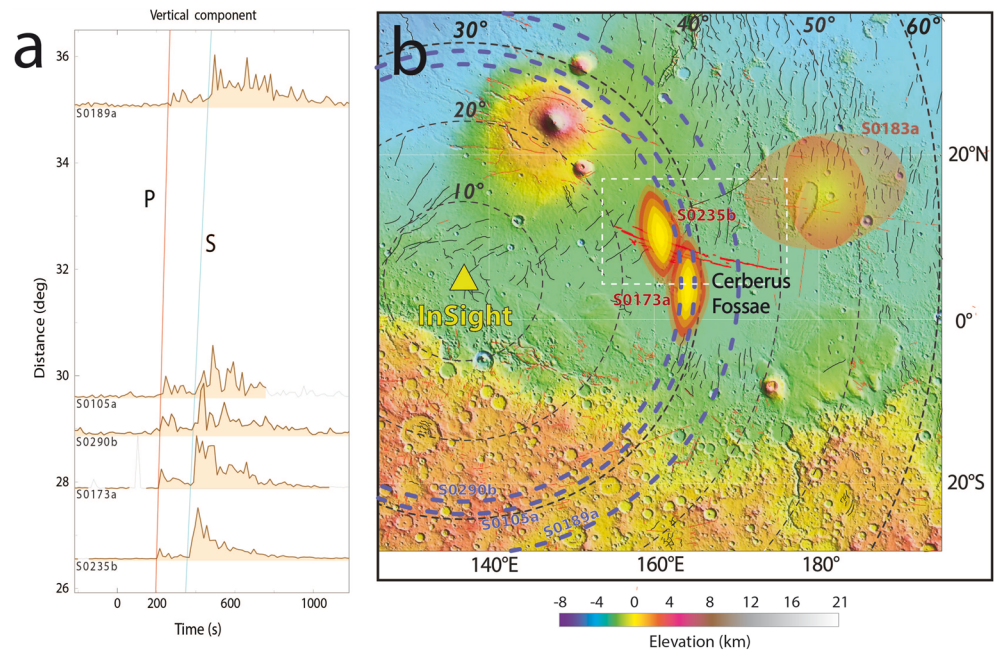 a
Vertical component
36
34
32
30
28
26
Distance (deg)
S0189a
P
S
S0105a
S0290b
S0173a
S0235b
0
200
600
1000
Time (s)
b
30°
40°
50°
60°
20°
10°
S0183a
20°N
S0235b
InSight
S0173a
Cerberus
Fossae
0°
20°S
S0290b
S0105a
S0189a
140°E
160°E
180°
-8
-4
0
4
8
12
16
21
Elevation (km)